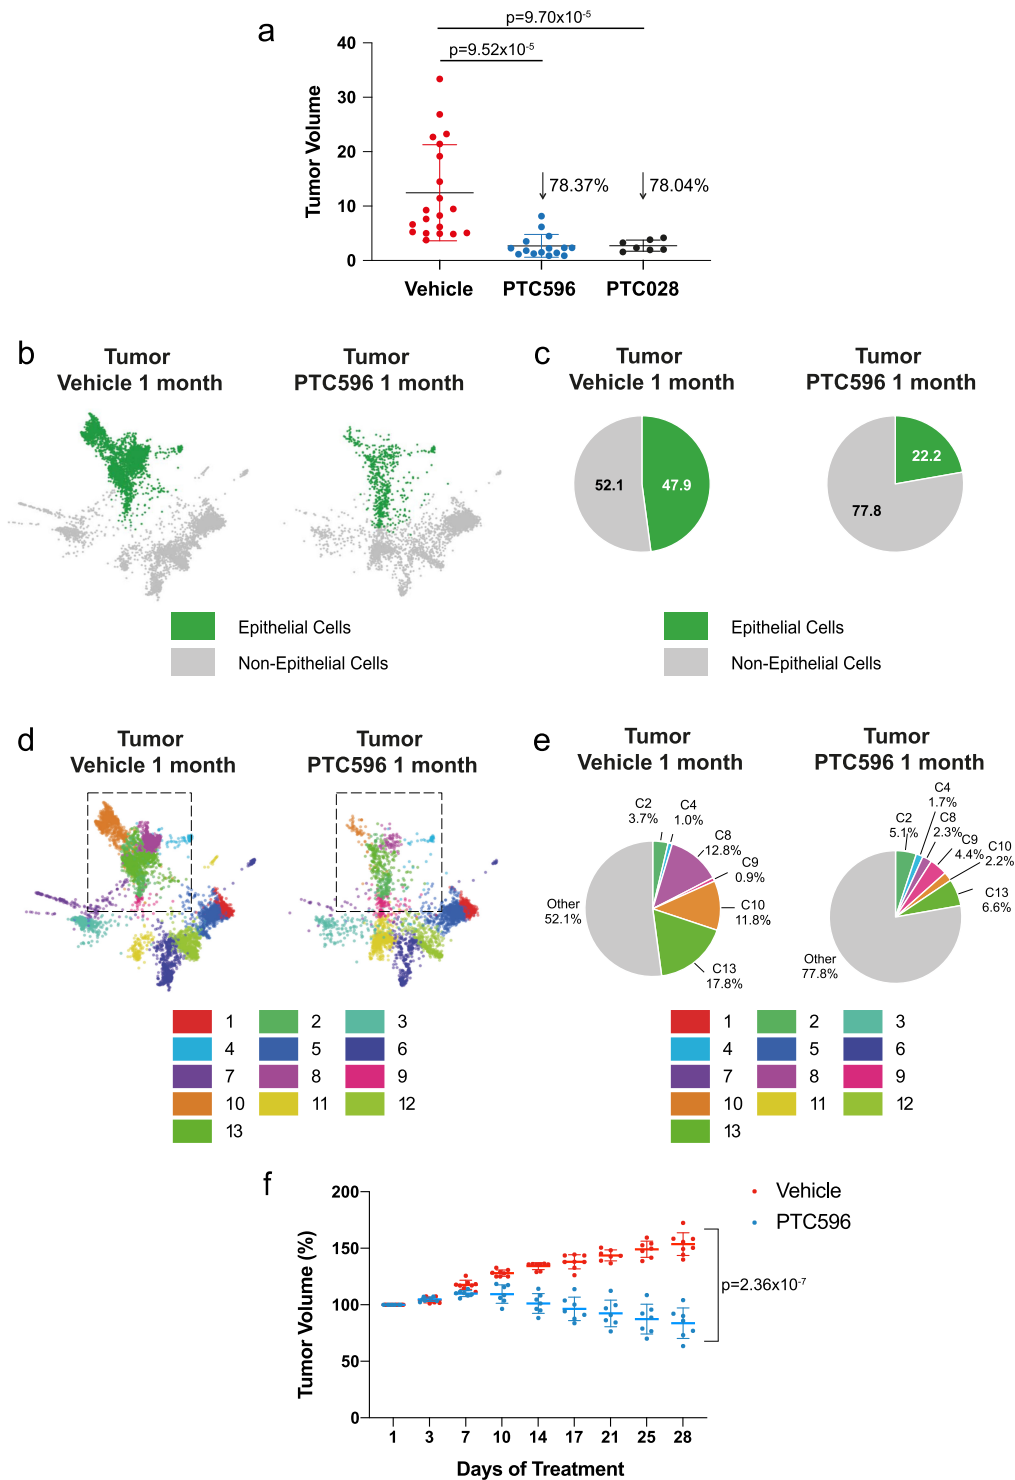 a
p=9.70x10-5
p=9.52x10-5
40
30
20
10
0
Tumor Volume
78.37%
78.04%
Vehicle
PTC596
PTC028
b
Tumor
Vehicle 1 month
Tumor
PTC596 1 month
Epithelial Cells
Non-Epithelial Cells
c
Tumor
Vehicle 1 month
Tumor
PTC596 1 month
52.1
47.9
22.2
77.8
Epithelial Cells
Non-Epithelial Cells
d
Tumor
Vehicle 1 month
Tumor
PTC596 1 month
1 2 3
4 5 6
7 8 9
10 11 12
13
e
Tumor
Vehicle 1 month
Tumor
PTC596 1 month
C2
3.7%
C4
1.0%
C8
12.8%
C9
0.9%
C10
11.8%
C13
17.8%
Other
52.1%
C2
5.1%
C4
1.7%
C8
2.3%
C9
4.4%
C10
2.2%
C13
6.6%
Other
77.8%
1 2 3
4 5 6
7 8 9
10 11 12
13
f
200
150
100
50
0
Tumor Volume (%)
Vehicle
PTC596
p=2.36x10-7
1 3 7 10 14 17 21 25 28
Days of Treatment